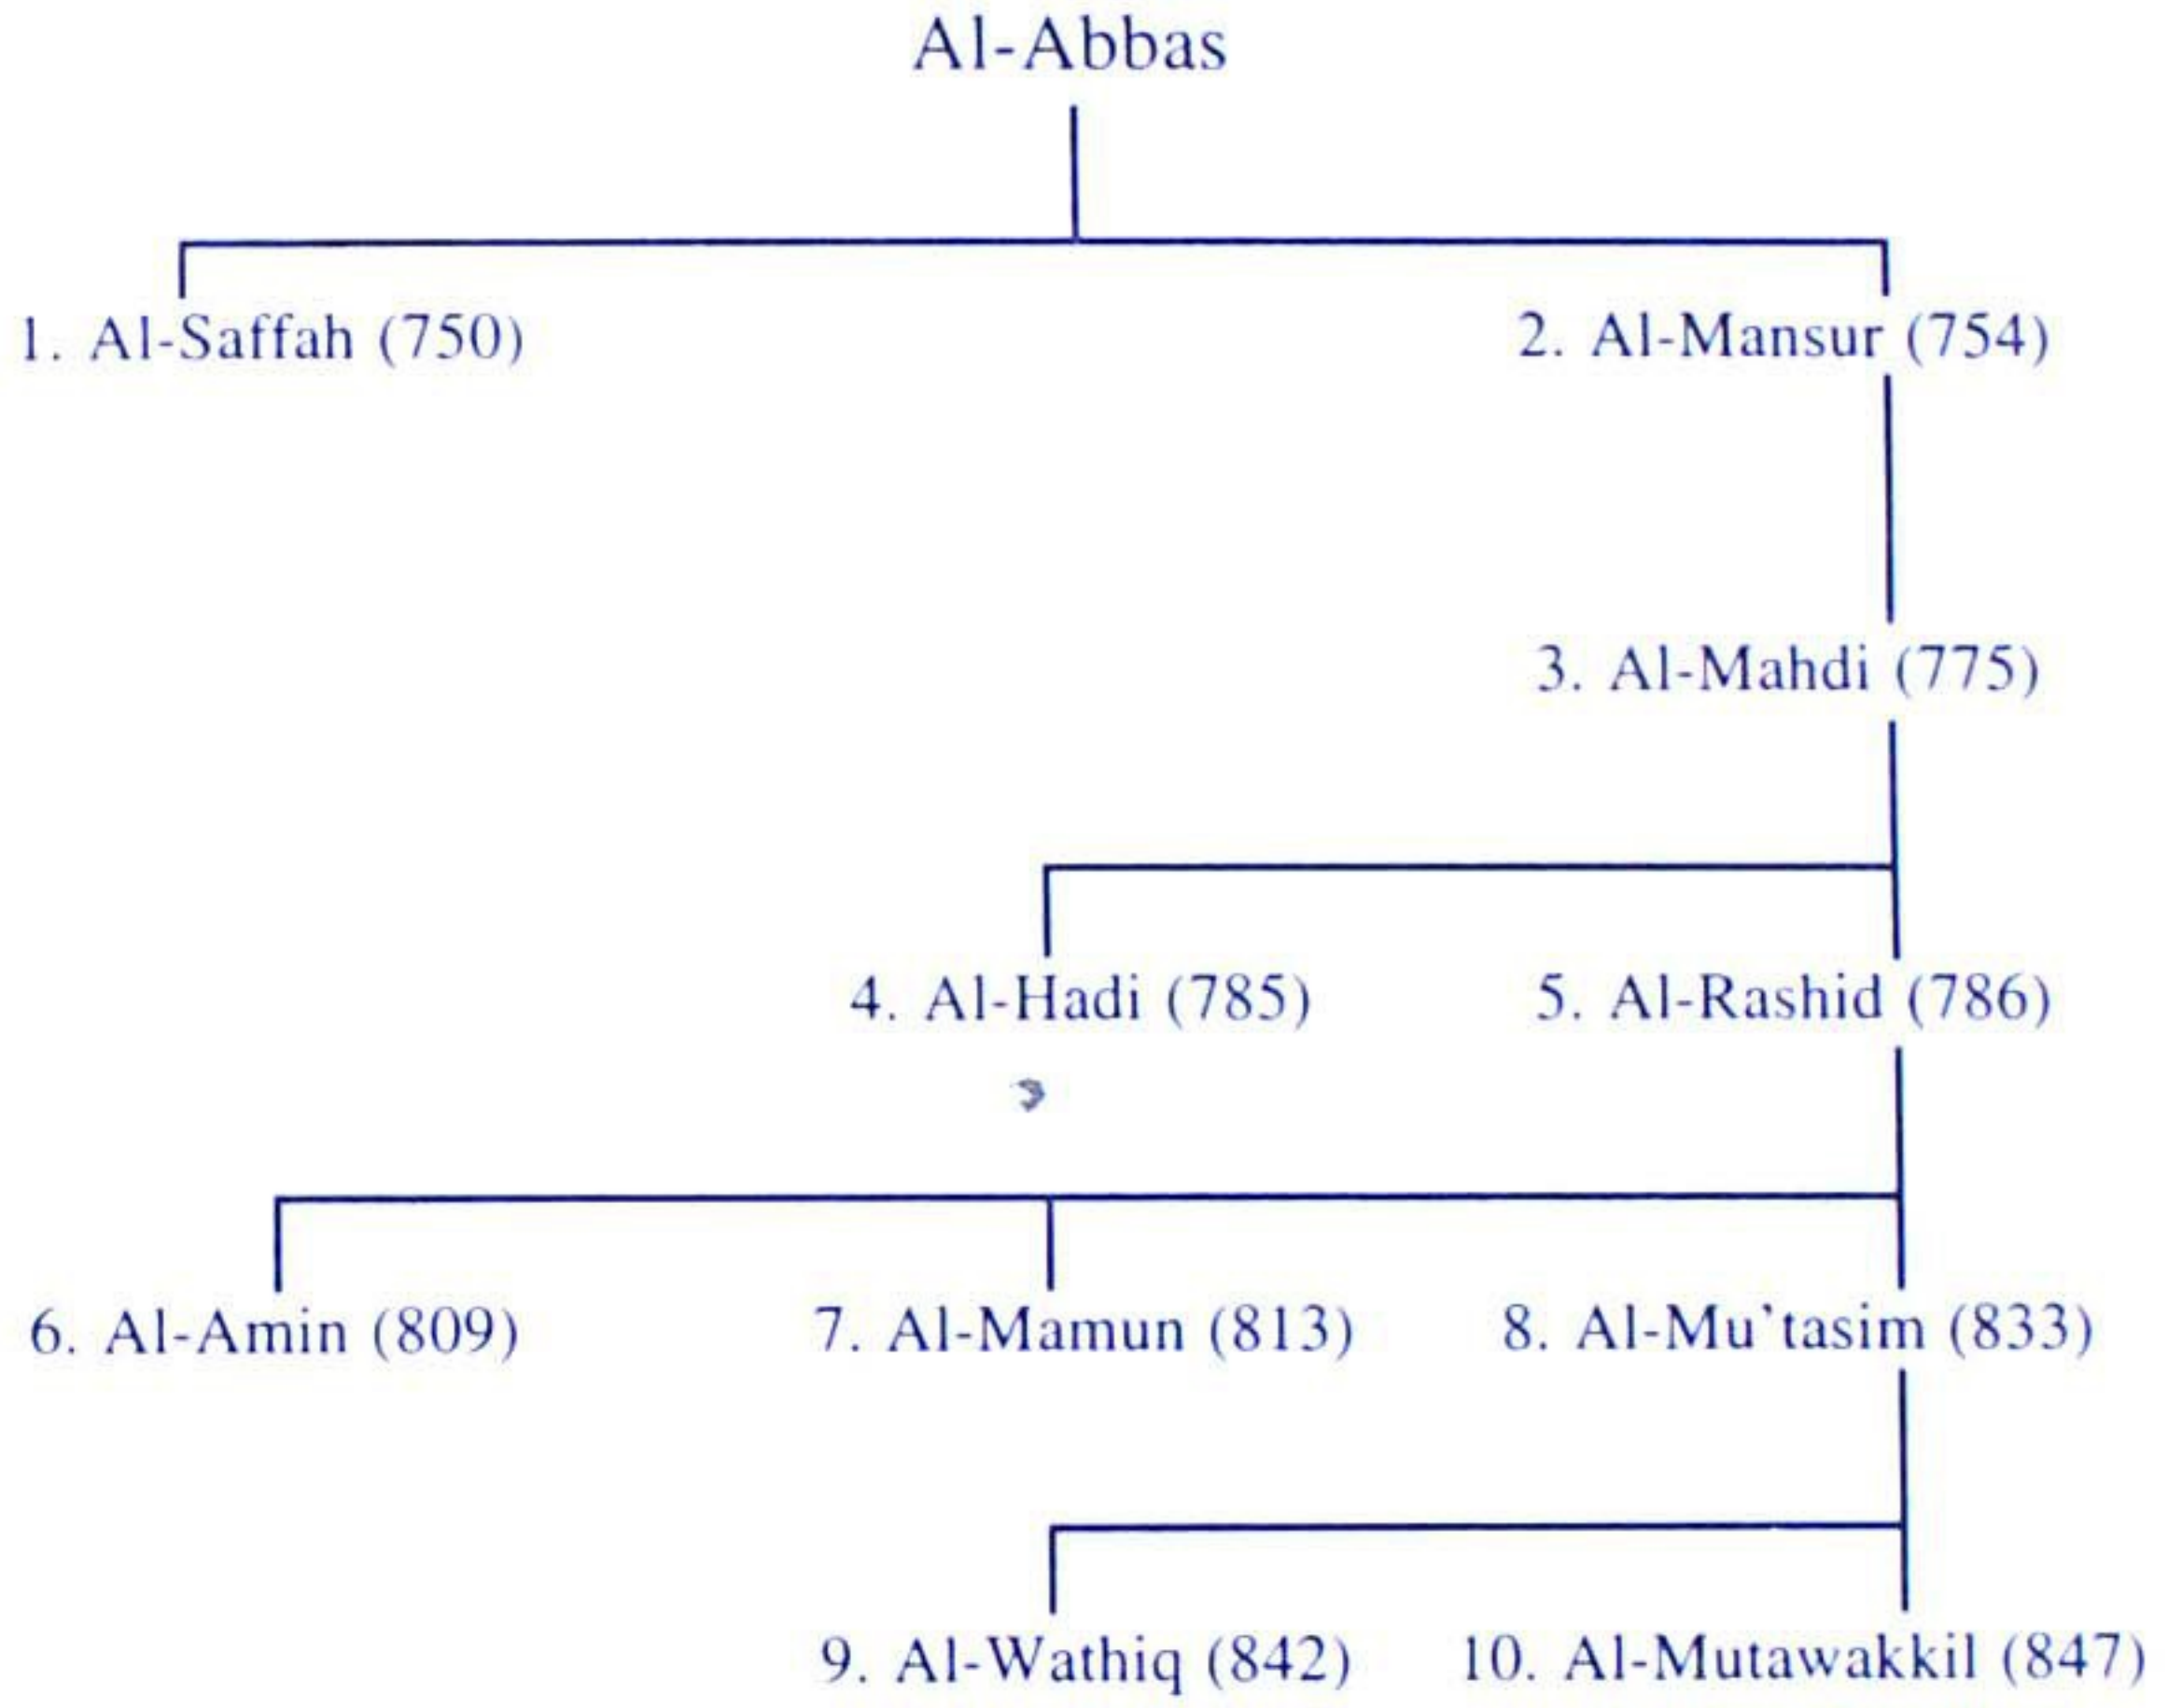 Al-Abbas
1. Al-Saffah (750)
2. Al-Mansur (754)
3. Al-Mahdi (775)
4. Al-Hadi (785)
5. Al-Rashid (786)
6. Al-Amin (809)
7. Al-Mamun (813)
8. Al-Mu’tasim (833)
9. Al-Wathiq (842)
10. Al-Mutawakkil (847)